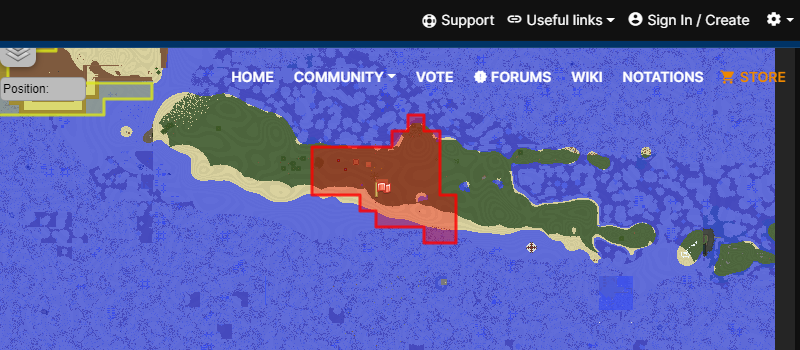 Support Useful links Sign In / Create
HOME COMMUNITY VOTE FORUMS WIKI NOTATIONS STORE
Position: